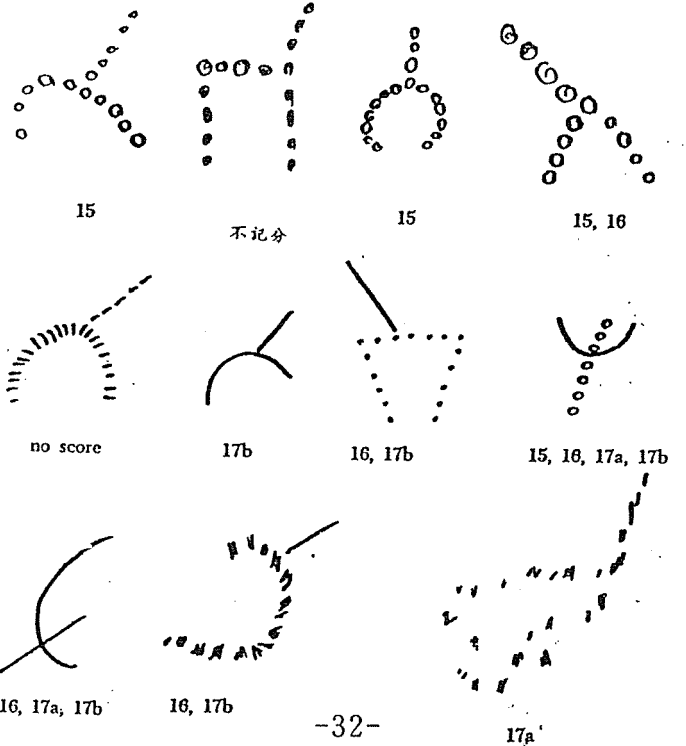 15
不记分
15
15, 16
no score
17b
16, 17b
15, 16, 17a, 17b
16, 17a, 17b
16, 17b
-32-
17a